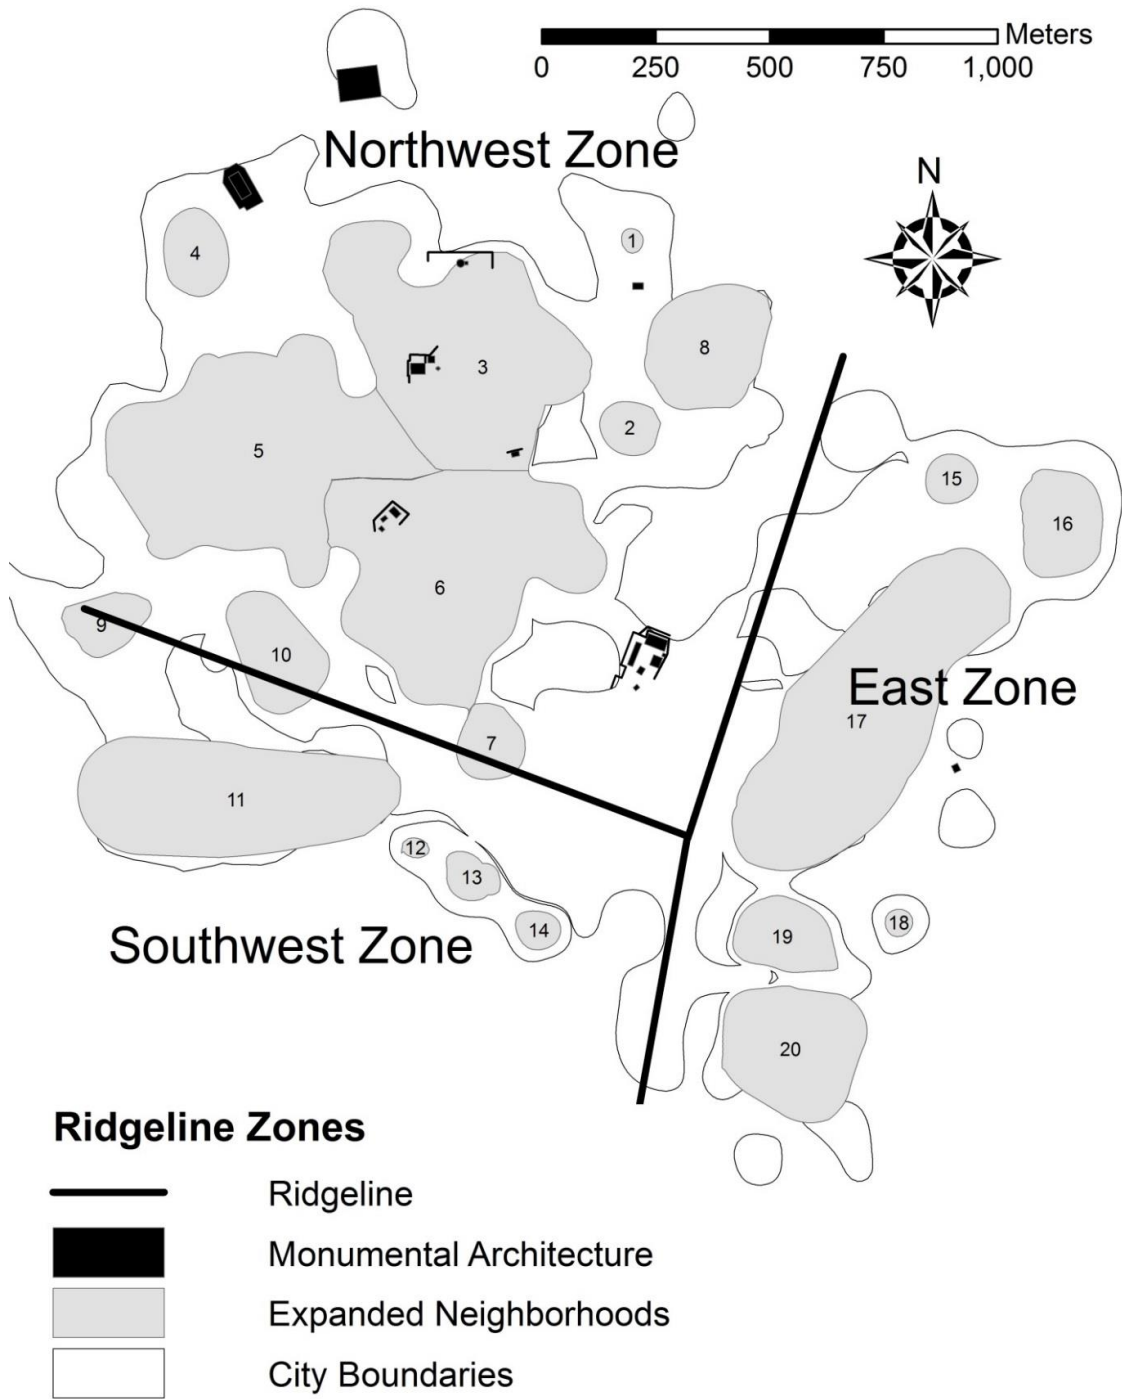 Meters
0 250 500 750 1,000
Northwest Zone
N
1
4
3
8
2
5
15
16
6
9
10
East Zone
17
7
11
12
13
14
18
19
Southwest Zone
20
Ridgeline Zones
Ridgeline
Monumental Architecture
Expanded Neighborhoods
City Boundaries